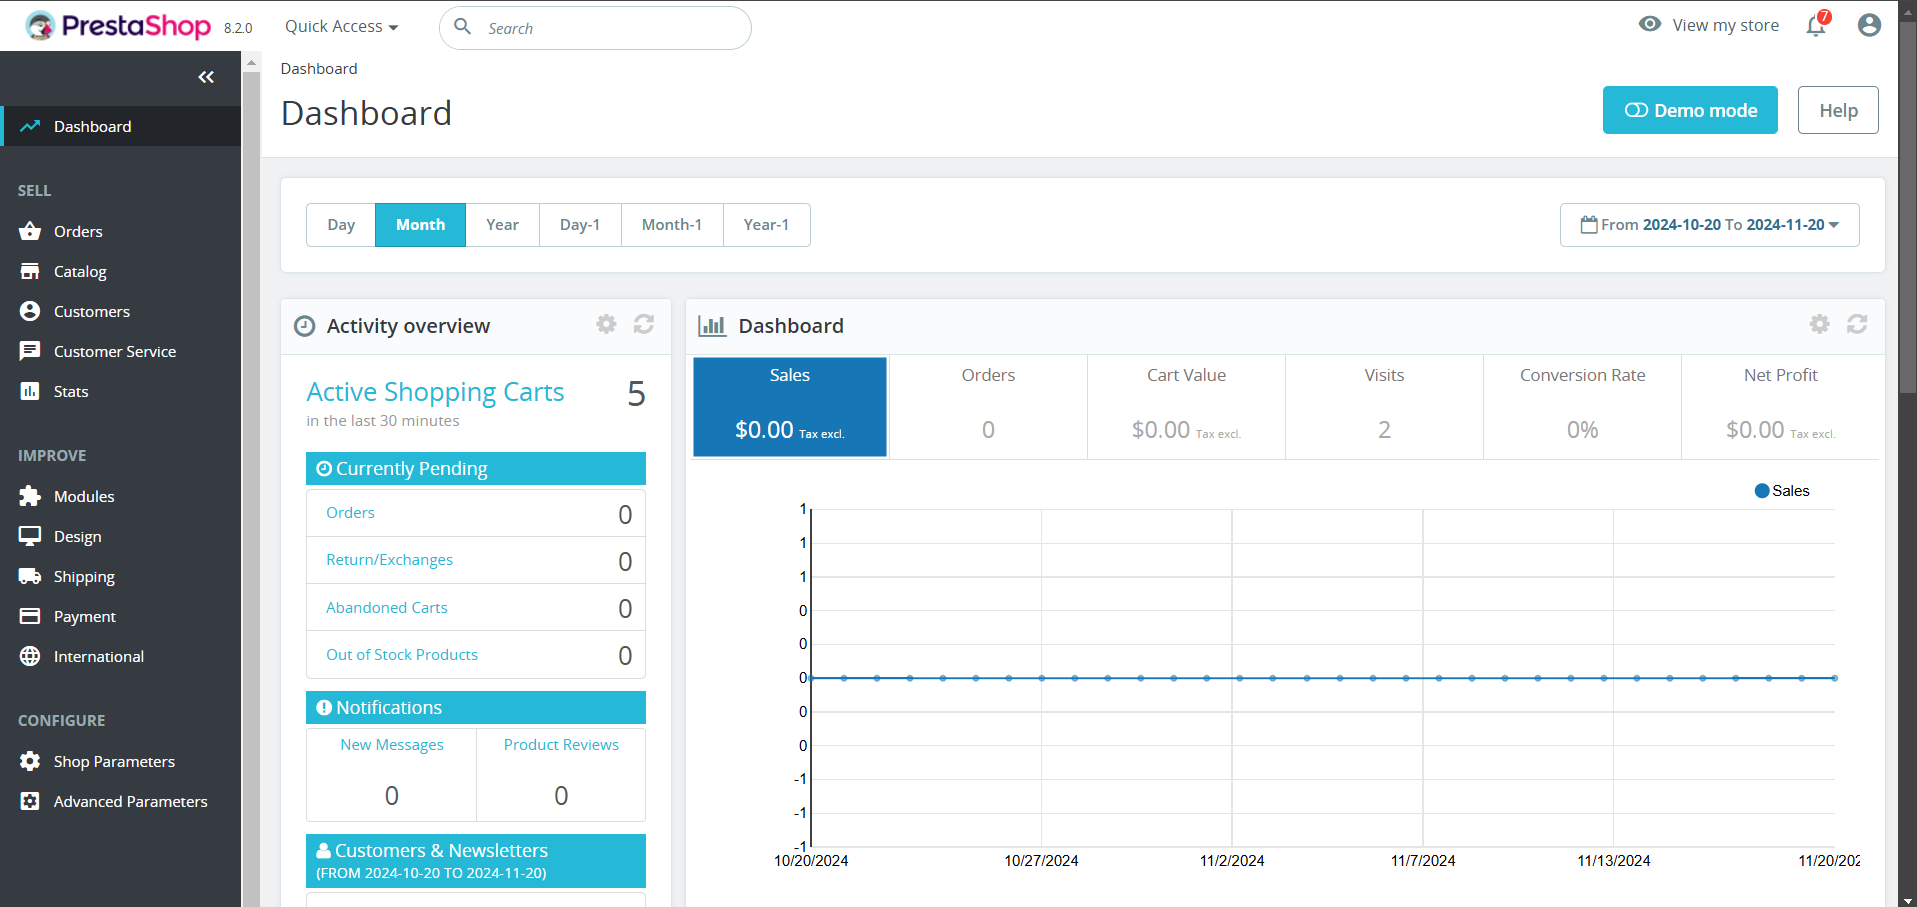 PrestaShop 8.2.0
Quick Access
Search
View my store
7
Dashboard
Dashboard
Demo mode
Help
Dashboard
SELL
Orders
Catalog
Customers
Customer Service
Stats
IMPROVE
Modules
Design
Shipping
Payment
International
CONFIGURE
Shop Parameters
Advanced Parameters
Day
Month
Year
Day-1
Month-1
Year-1
From 2024-10-20 To 2024-11-20
Activity overview
Active Shopping Carts 5
in the last 30 minutes
Currently Pending
Orders 0
Return/Exchanges 0
Abandoned Carts 0
Out of Stock Products 0
Notifications
New Messages
0
Product Reviews
0
Customers & Newsletters
(FROM 2024-10-20 TO 2024-11-20)
Dashboard
Sales
$0.00 Tax excl.
Orders
0
Cart Value
$0.00 Tax excl.
Visits
2
Conversion Rate
0%
Net Profit
$0.00 Tax excl.
Sales
1
1
1
0
0
0
0
0
-1
-1
-1
10/20/2024
10/27/2024
11/2/2024
11/7/2024
11/13/2024
11/20/202